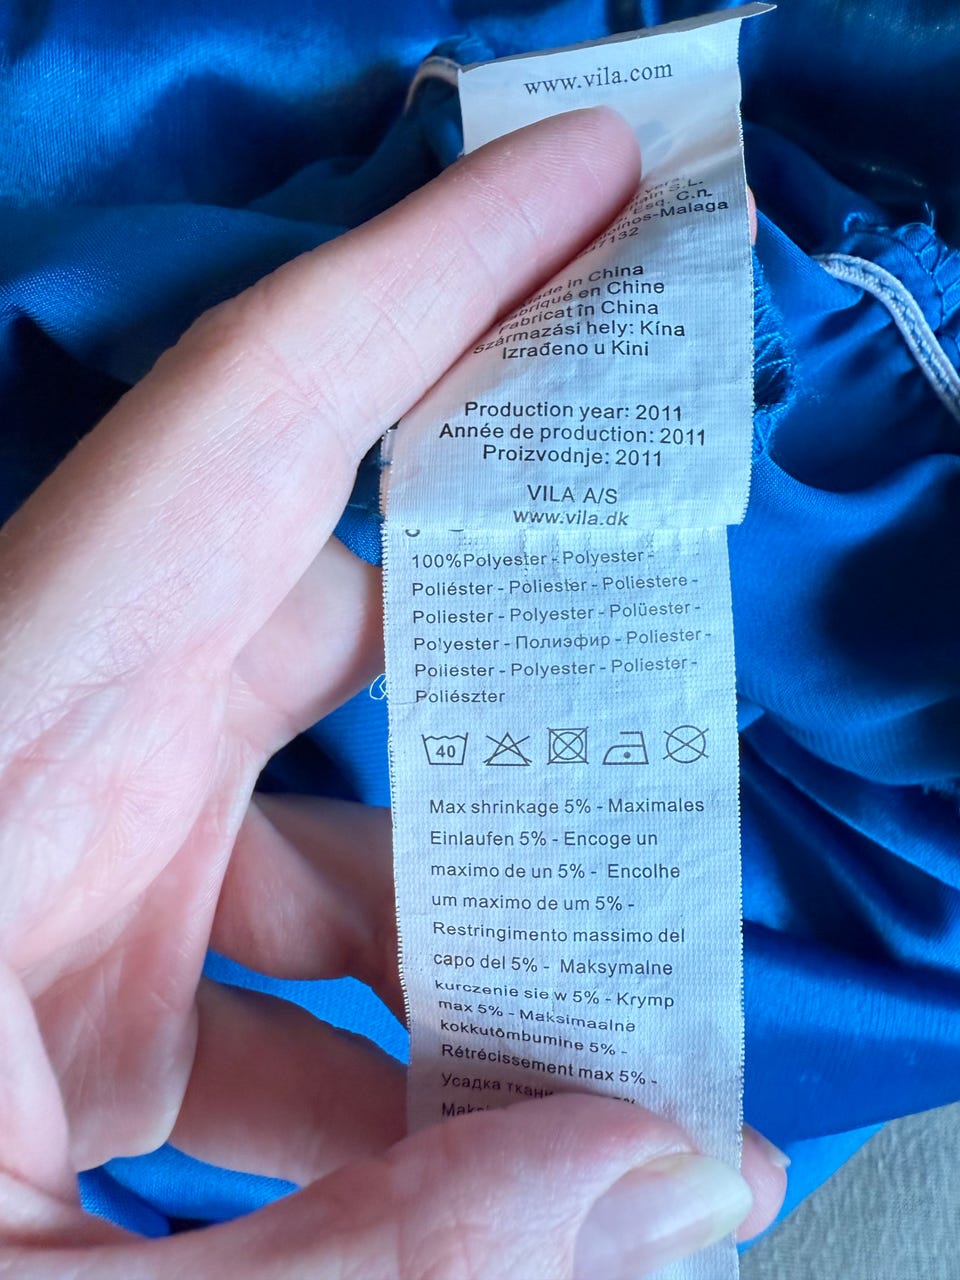 www.vila.com
S.L.
Esq. C.n.
-Malaga
in China
en Chine
Fabricat în China
Származási hely: Kína
Izrađeno u Kini
Production year: 2011
Année de production: 2011
Proizvodnje: 2011
VILA A/S
www.vila.dk
100%Polyester - Polyester -
Poliéster - Poliester - Poliestere -
Poliester - Polyester - Polüester -
Polyester - Полиэфир - Poliester -
Poliester - Polyester - Poliester -
Poliészter
40
Max shrinkage 5% - Maximales
Einlaufen 5% - Encoge un
maximo de un 5% - Encolhe
um maximo de um 5% -
Restringimento massimo del
capo del 5% - Maksymalne
kurczenie sie w 5% - Krymp
max 5% - Maksimaalne
kokkutõmbumine 5% -
Rétrécissement max 5% -
Усадка ткани